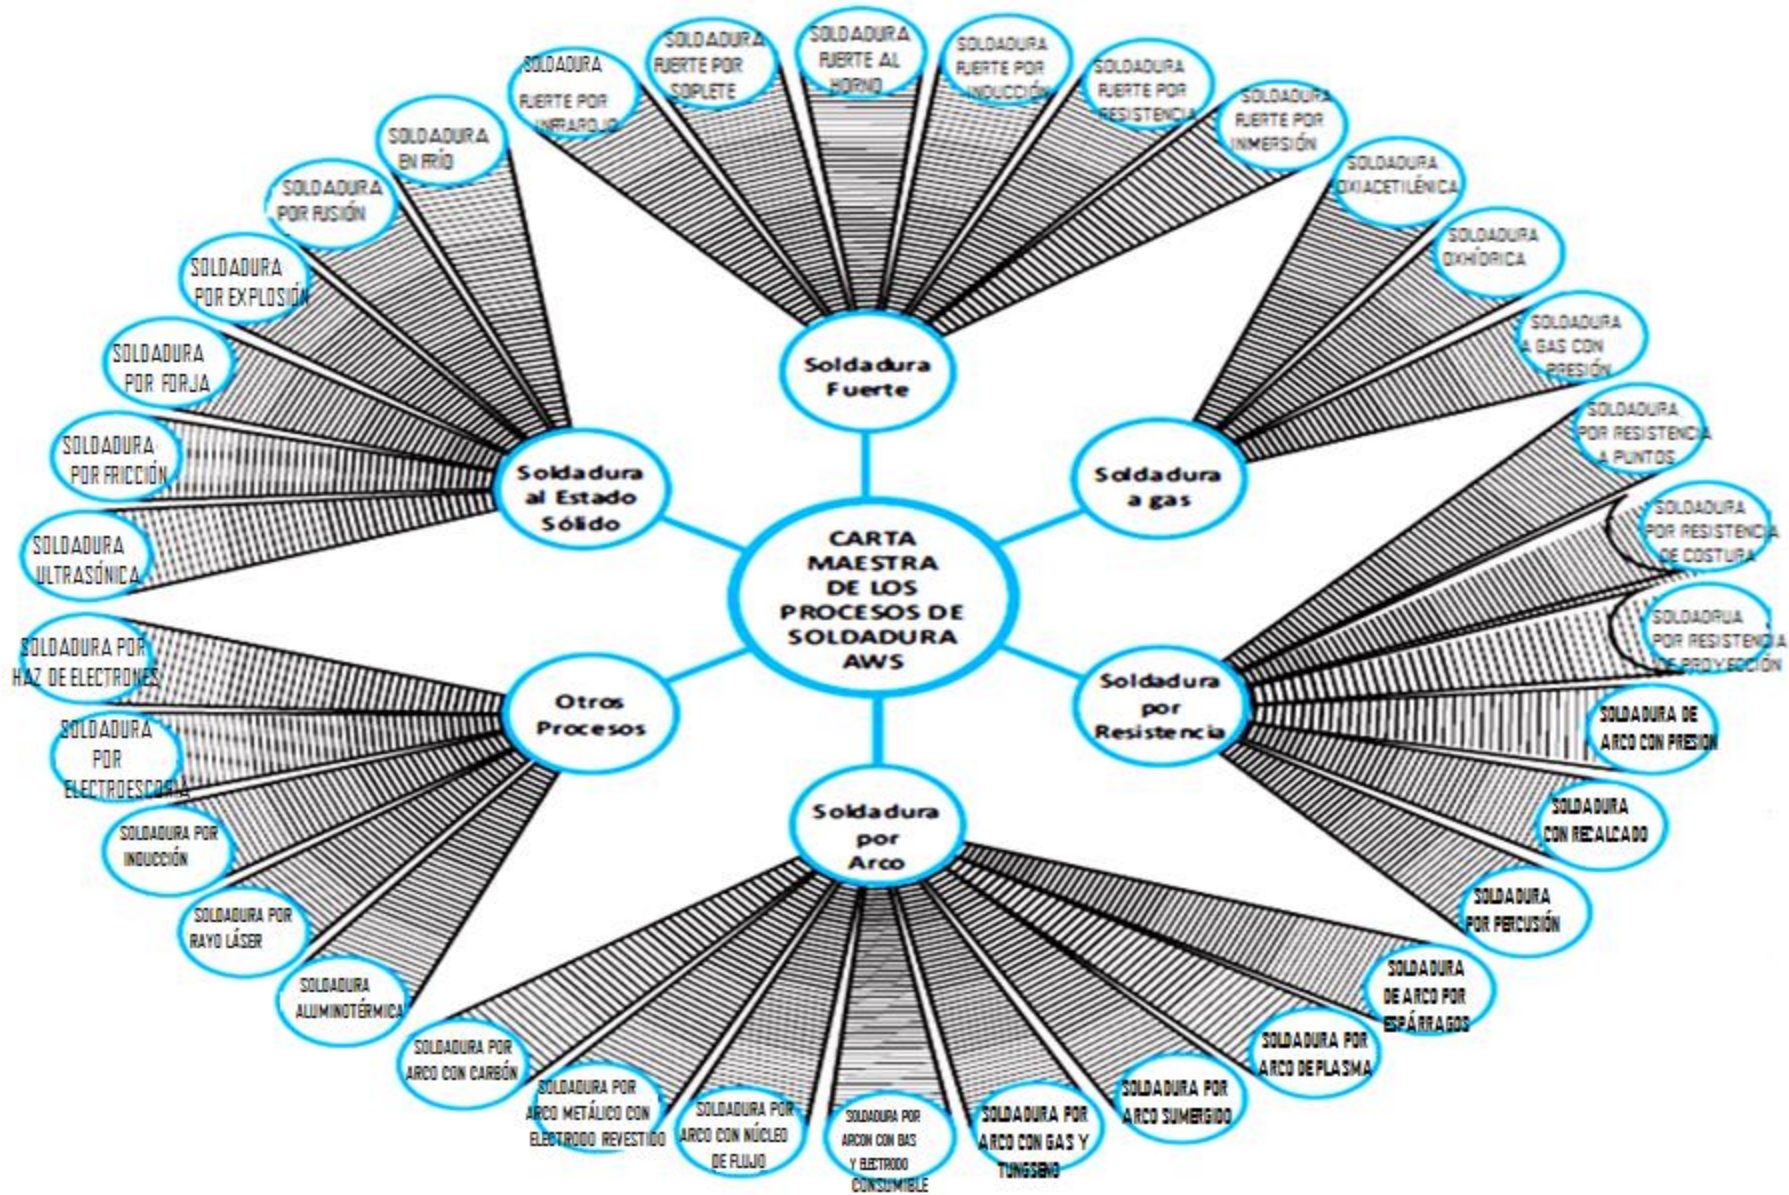 CARTA
MAESTRA
DE LOS
PROCESOS DE
SOLDADURA
AWS
Soldadura
Fuerte
SOLDADURA
FUERTE POR
INFRAROJO
SOLDADURA
FUERTE POR
SOPLETE
SOLDADURA
FUERTE AL
HORNO
SOLDADURA
FUERTE POR
INDUCCIÓN
SOLDADURA
FUERTE POR
RESISTENCIA
SOLDADURA
FUERTE POR
INMERSIÓN
Soldadura
a gas
SOLDADURA
OXIACETILÉNICA
SOLDADURA
OXHÍDRICA
SOLDADURA
A GAS CON
PRESIÓN
Soldadura
por
Resistencia
SOLDADURA
POR RESISTENCIA
A PUNTOS
SOLDADURA
POR RESISTENCIA
DE COSTURA
SOLDADRUA
POR RESISTENCIA
DE PROYECCIÓN
SOLDADURA DE
ARCO CON PRESION
SOLDADURA
CON RECALCADO
SOLDADURA
POR PERCUSIÓN
Soldadura
por
Arco
SOLDADURA
DE ARCO POR
ESPÁRRAGOS
SOLDADURA POR
ARCO DE PLASMA
SOLDADURA POR
ARCO SUMERGIDO
SOLDADURA POR
ARCO CON GAS Y
TUNGSENO
SOLDADURA POR
ARCON CON GAS
Y ELECTRODO
CONSUMIBLE
SOLDADURA POR
ARCO CON NÚCLEO
DE FLUJO
SOLDADURA POR
ARCO METÁLICO CON
ELECTRODO REVESTIDO
SOLDADURA POR
ARCO CON CARBÓN
Otros
Procesos
SOLDADURA
ALUMINOTÉRMICA
SOLDADURA POR
RAYO LÁSER
SOLDADURA POR
INDUCCIÓN
SOLDADURA
POR
ELECTROESCORIA
SOLDADURA POR
HAZ DE ELECTRONES
Soldadura
al Estado
Sólido
SOLDADURA
ULTRASÓNICA
SOLDADURA
POR FRICCIÓN
SOLDADURA
POR FORJA
SOLDADURA
POR EXPLOSIÓN
SOLDADURA
POR FUSIÓN
SOLDADURA
EN FRÍO